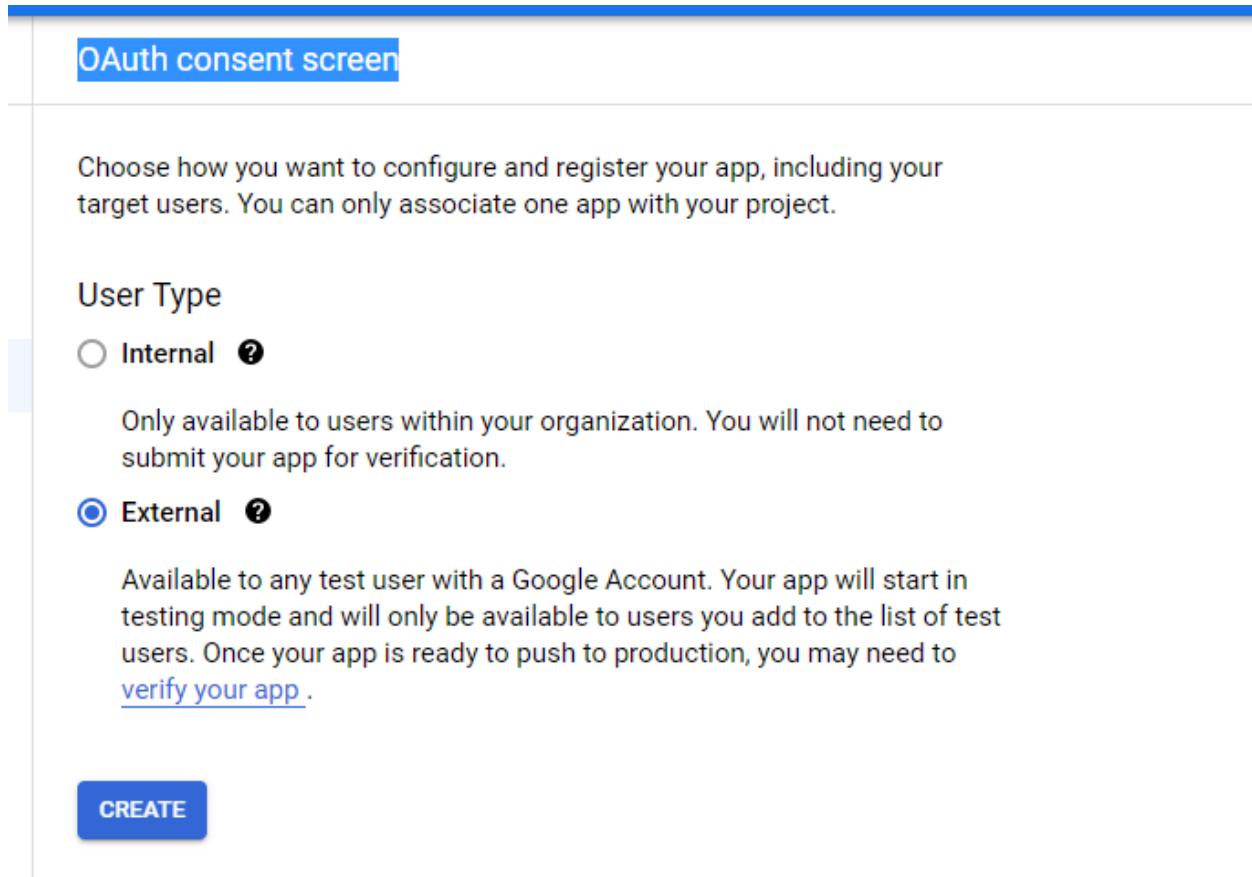 OAuth consent screen
Choose how you want to configure and register your app, including your
target users. You can only associate one app with your project.
User Type
Internal
Only available to users within your organization. You will not need to
submit your app for verification.
External
Available to any test user with a Google Account. Your app will start in
testing mode and will only be available to users you add to the list of test
users. Once your app is ready to push to production, you may need to
verify your app .
CREATE